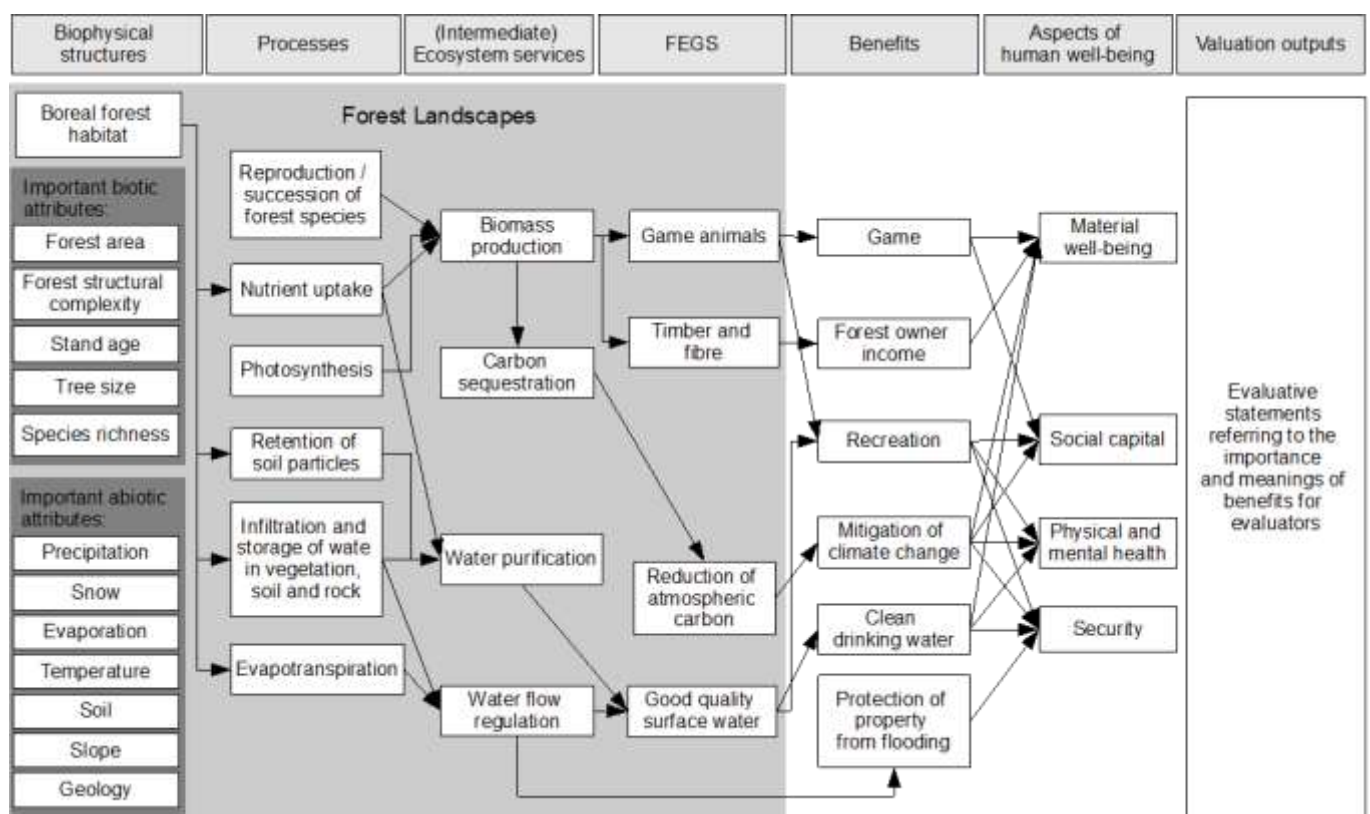 Biophysical
structures
Processes
(Intermediate)
Ecosystem services
FEGS
Benefits
Aspects of
human well-being
Valuation outputs
Forest Landscapes
Boreal forest
habitat
Important biotic
attributes:
Forest area
Forest structural
complexity
Stand age
Tree size
Species richness
Important abiotic
attributes:
Precipitation
Snow
Evaporation
Temperature
Soil
Slope
Geology
Reproduction /
succession of
forest species
Nutrient uptake
Photosynthesis
Retention of
soil particles
Infiltration and
storage of wate
in vegetation,
soil and rock
Evapotranspiration
Biomass
production
Carbon
sequestration
Water purification
Water flow
regulation
Game animals
Timber and
fibre
Reduction of
atmospheric
carbon
Good quality
surface water
Game
Forest owner
income
Recreation
Mitigation of
climate change
Clean
drinking water
Protection of
property
from flooding
Material
well-being
Social capital
Physical and
mental health
Security
Evaluative
statements
referring to the
importance
and meanings of
benefits for
evaluators